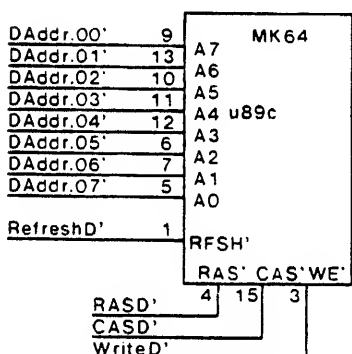 MK64
DAddr.00' 9 A7
DAddr.01' 13 A6
DAddr.02' 10 A5
DAddr.03' 11 A4 u89c
DAddr.04' 12 A3
DAddr.05' 6 A2
DAddr.06' 7 A1
DAddr.07' 5 A0
RefreshD' 1 RFSH'
RAS' CAS' WE'
4 15 3
RASD'
CASD'
WriteD'